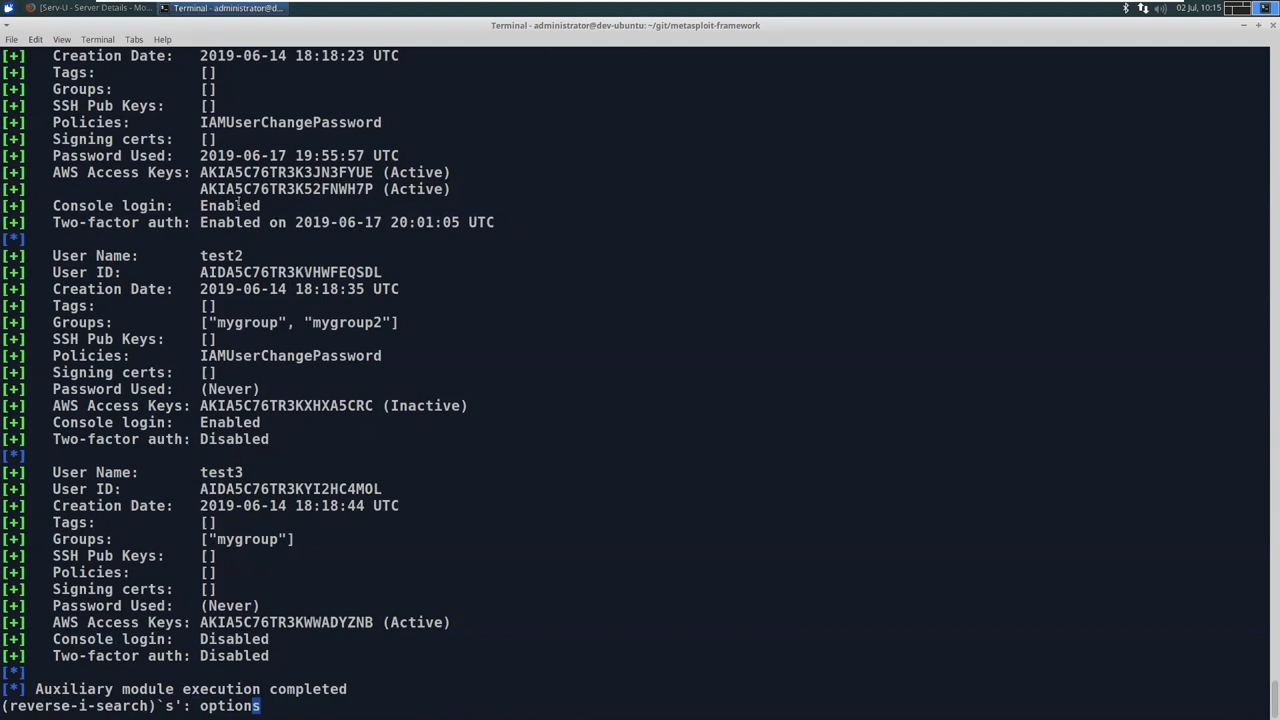 [Serv-U - Server Details - Mo...
Terminal - administrator@d...
02 Jul, 10:15
Terminal - administrator@dev-ubuntu: ~/git/metasploit-framework
File Edit View Terminal Tabs Help
[+] Creation Date: 2019-06-14 18:18:23 UTC
[+] Tags: []
[+] Groups: []
[+] SSH Pub Keys: []
[+] Policies: IAMUserChangePassword
[+] Signing certs: []
[+] Password Used: 2019-06-17 19:55:57 UTC
[+] AWS Access Keys: AKIA5C76TR3K3JN3FYUE (Active)
[+] AKIA5C76TR3K52FNWH7P (Active)
[+] Console login: Enabled
[+] Two-factor auth: Enabled on 2019-06-17 20:01:05 UTC
[*]
[+] User Name: test2
[+] User ID: AIDA5C76TR3KVHWFEQSDL
[+] Creation Date: 2019-06-14 18:18:35 UTC
[+] Tags: []
[+] Groups: ["mygroup", "mygroup2"]
[+] SSH Pub Keys: []
[+] Policies: IAMUserChangePassword
[+] Signing certs: []
[+] Password Used: (Never)
[+] AWS Access Keys: AKIA5C76TR3KXHXA5CRC (Inactive)
[+] Console login: Enabled
[+] Two-factor auth: Disabled
[*]
[+] User Name: test3
[+] User ID: AIDA5C76TR3KYI2HC4MOL
[+] Creation Date: 2019-06-14 18:18:44 UTC
[+] Tags: []
[+] Groups: ["mygroup"]
[+] SSH Pub Keys: []
[+] Policies: []
[+] Signing certs: []
[+] Password Used: (Never)
[+] AWS Access Keys: AKIA5C76TR3KWWADYZNB (Active)
[+] Console login: Disabled
[+] Two-factor auth: Disabled
[*]
[*] Auxiliary module execution completed
(reverse-i-search)`s': options